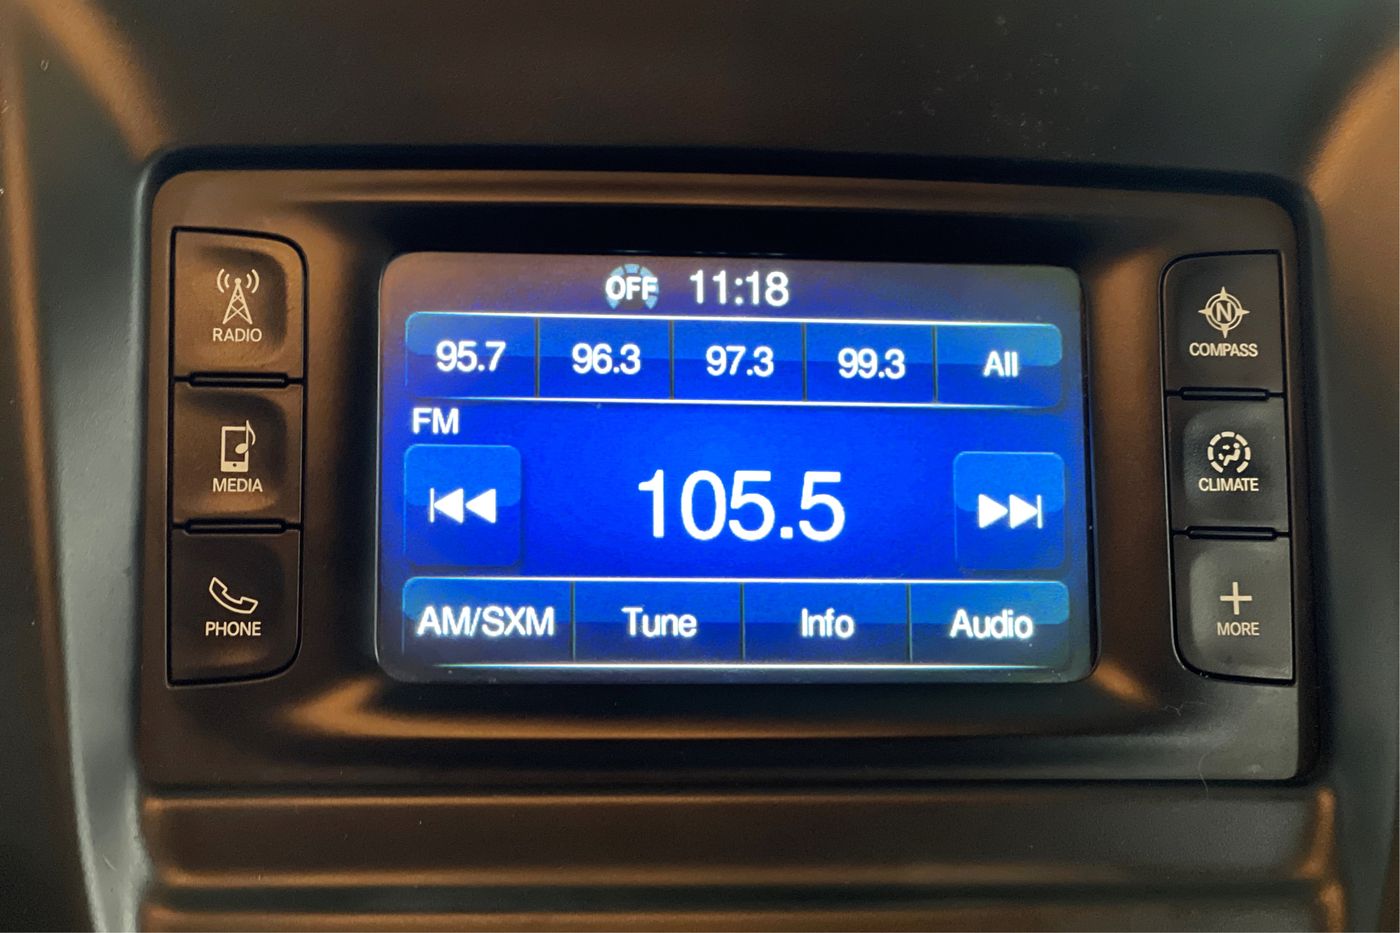 OFF 11:18
95.7 96.3 97.3 99.3 All
FM
105.5
AM/SXM Tune Info Audio
RADIO
MEDIA
PHONE
N
COMPASS
CLIMATE
MORE